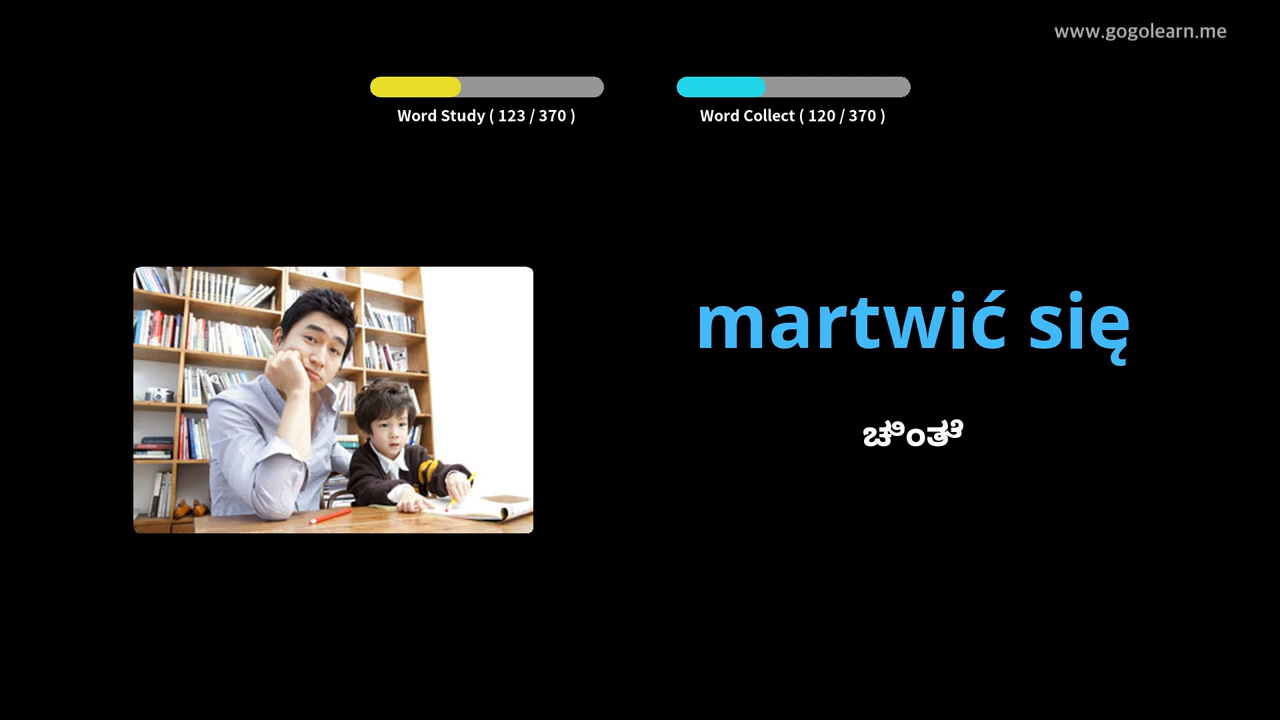 www.gogolearn.me
Word Study ( 123 / 370 )
Word Collect ( 120 / 370 )
martwić się
ಚಿಂತೆ